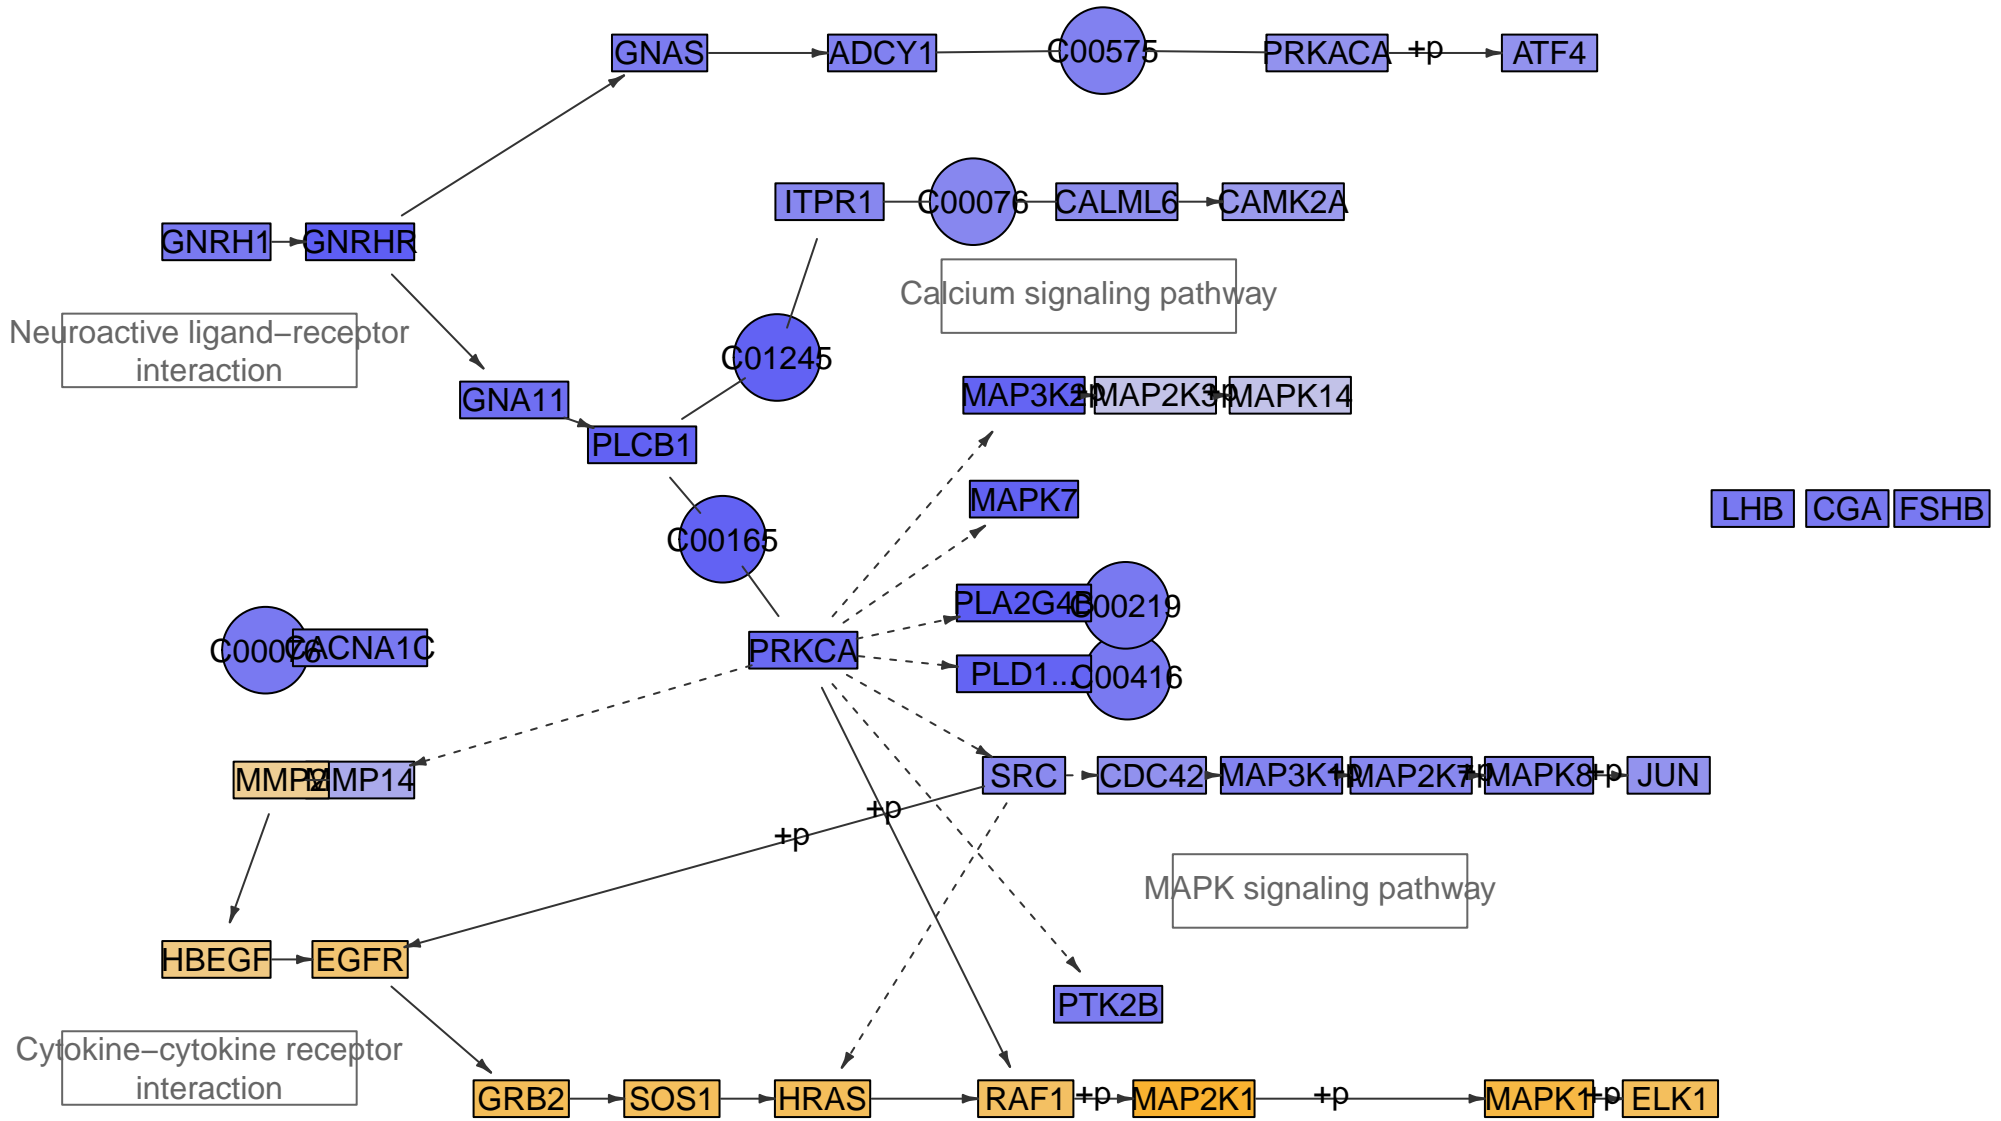 GNAS
ADCY1
C00575
PRKACA
+p
ATF4
ITPR1
C00076
CALML6
CAMK2A
GNRH1
GNRHR
Calcium signaling pathway
Neuroactive ligand–receptor
interaction
C01245
GNA11
PLCB1
MAP3K2
+p
MAP2K3
+p
MAPK14
MAPK7
LHB
CGA
FSHB
C00165
PLA2G4B
C00219
C00076
CACNA1C
PRKCA
PLD1...
C00416
MMP2
MMP14
SRC
CDC42
MAP3K1
+p
MAP2K7
+p
MAPK8
+p
JUN
+p
+p
MAPK signaling pathway
HBEGF
EGFR
PTK2B
Cytokine–cytokine receptor
interaction
GRB2
SOS1
HRAS
RAF1
+p
MAP2K1
+p
MAPK1
+p
ELK1